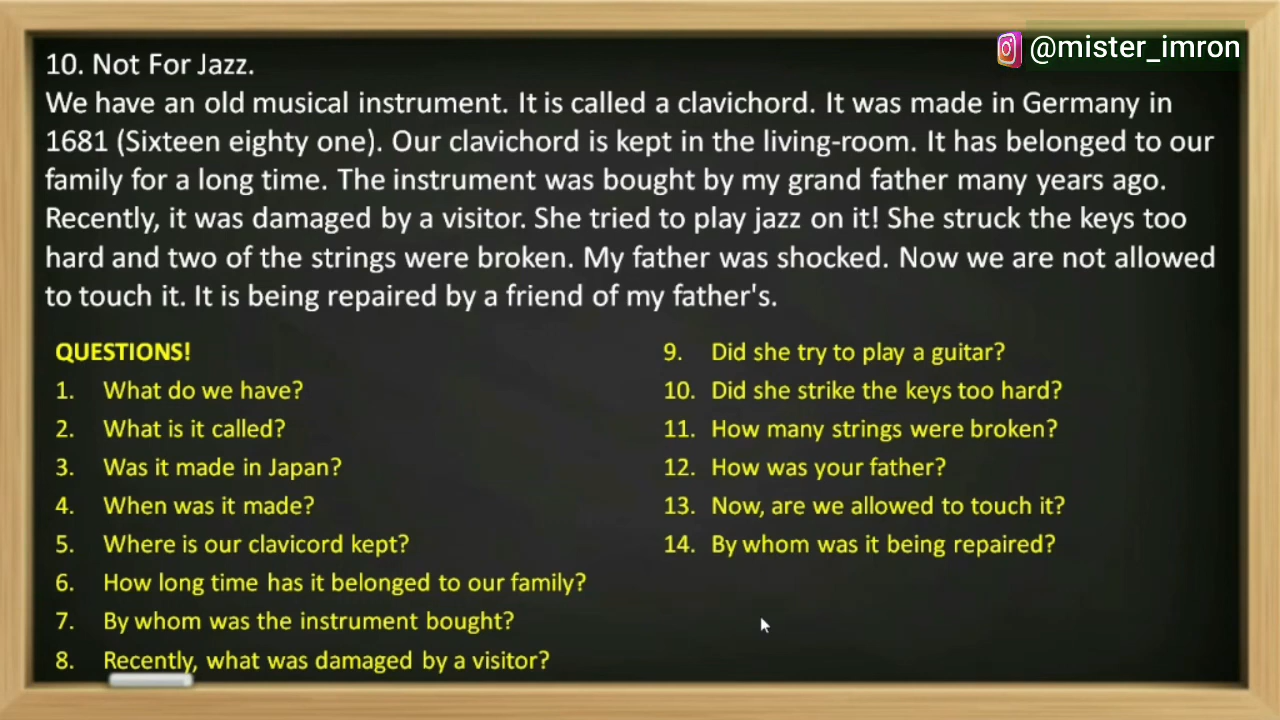 @mister_imron
10. Not For Jazz.
We have an old musical instrument. It is called a clavichord. It was made in Germany in
1681 (Sixteen eighty one). Our clavichord is kept in the living-room. It has belonged to our
family for a long time. The instrument was bought by my grand father many years ago.
Recently, it was damaged by a visitor. She tried to play jazz on it! She struck the keys too
hard and two of the strings were broken. My father was shocked. Now we are not allowed
to touch it. It is being repaired by a friend of my father's.
QUESTIONS!
1. What do we have?
2. What is it called?
3. Was it made in Japan?
4. When was it made?
5. Where is our clavicord kept?
6. How long time has it belonged to our family?
7. By whom was the instrument bought?
8. Recently, what was damaged by a visitor?
9. Did she try to play a guitar?
10. Did she strike the keys too hard?
11. How many strings were broken?
12. How was your father?
13. Now, are we allowed to touch it?
14. By whom was it being repaired?